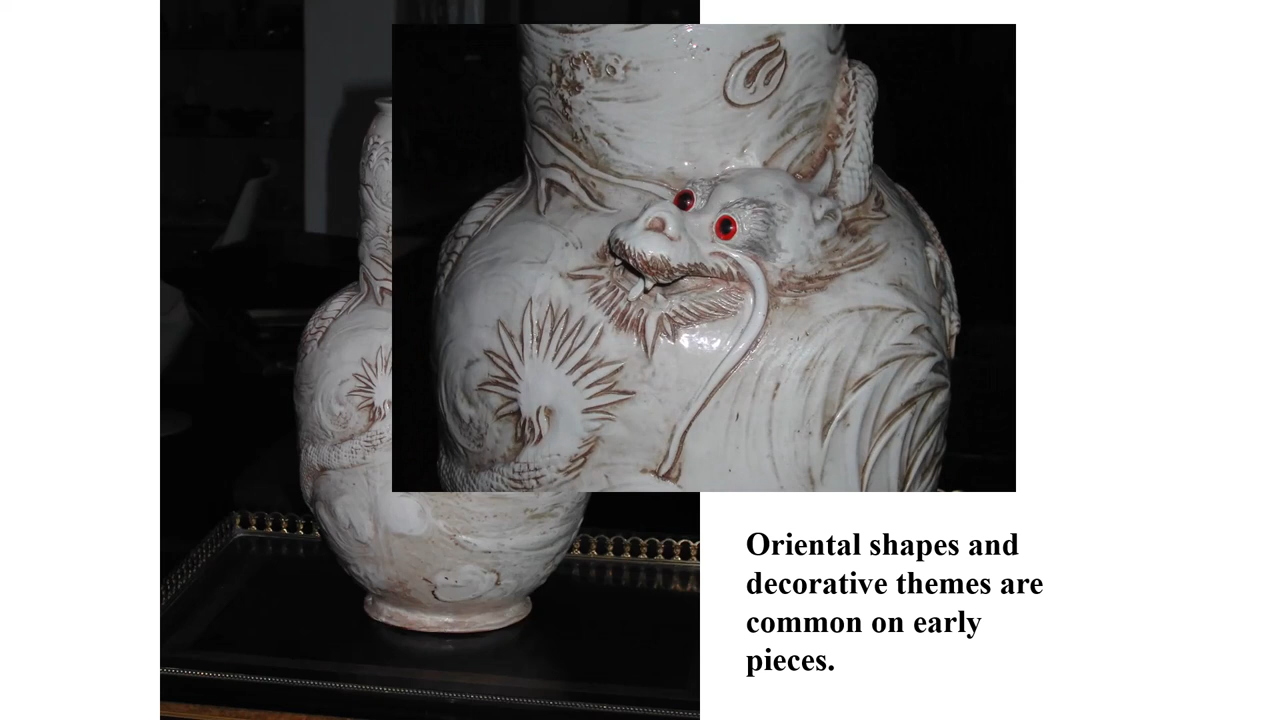 Oriental shapes and
decorative themes are
common on early
pieces.